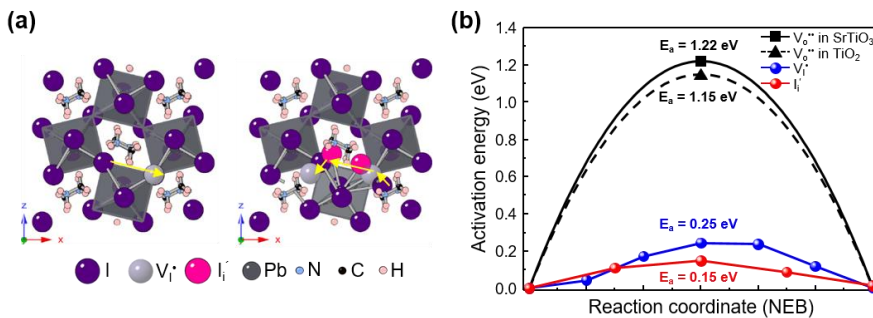 (a)
z
x
z
x
I V_I^• I_i^′ Pb N C H
(b)
Activation energy (eV)
1.4
1.2
1.0
0.8
0.6
0.4
0.2
0.0
V_o^•• in SrTiO_3
V_o^•• in TiO_2
V_I^•
I_i^′
E_a = 1.22 eV
E_a = 1.15 eV
E_a = 0.25 eV
E_a = 0.15 eV
Reaction coordinate (NEB)